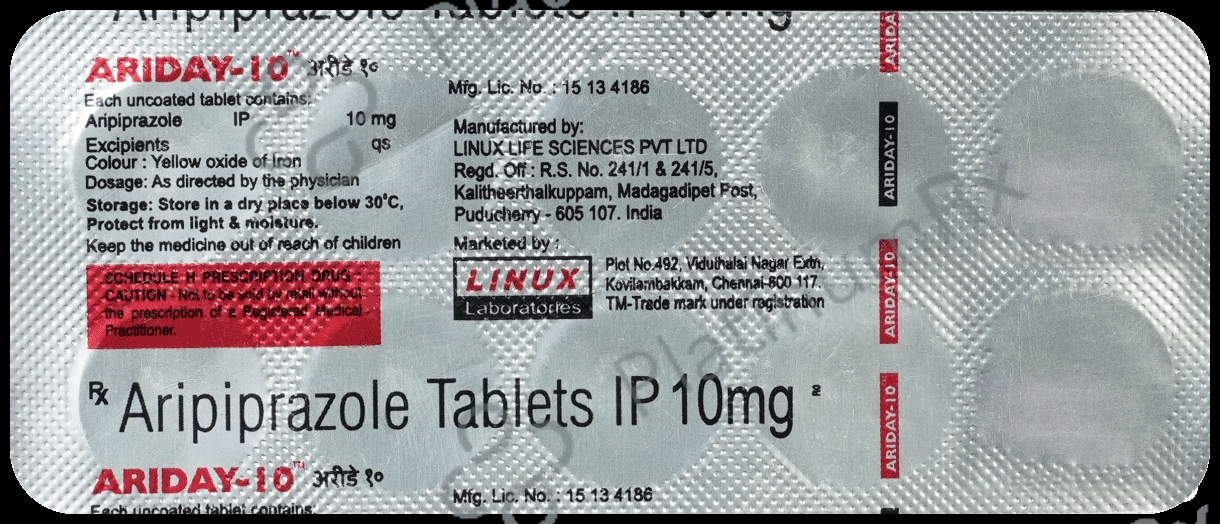 Aripiprazole Tablets IP 10mg
ARIDAY-10™ अरीडे १०
Each uncoated tablet contains:
Aripiprazole IP 10 mg
Excipients qs
Colour : Yellow oxide of Iron
Dosage: As directed by the physician
Storage: Store in a dry place below 30°C,
Protect from light & moisture.
Keep the medicine out of reach of children
SCHEDULE H PRESCRIPTION DRUG -
CAUTION - Not to be sold by retail without
the prescription of a Registered Medical
Practitioner.
Mfg. Lic. No. : 15 13 4186
Manufactured by:
LINUX LIFE SCIENCES PVT LTD
Regd. Off : R.S. No. 241/1 & 241/5,
Kalitheerthalkuppam, Madagadipet Post,
Puducherry - 605 107. India
Marketed by :
LINUX
Laboratories
Plot No.492, Viduthalai Nagar Extn,
Kovilambakkam, Chennai-600 117.
TM-Trade mark under registration
Rx Aripiprazole Tablets IP 10mg
ARIDAY-10™ अरीडे १०
Mfg. Lic. No. : 15 13 4186
Each uncoated tablet contains:
ARIDA
ARIDAY-10
ARIDAY-10
ARIDAY-10
PlatinumRx